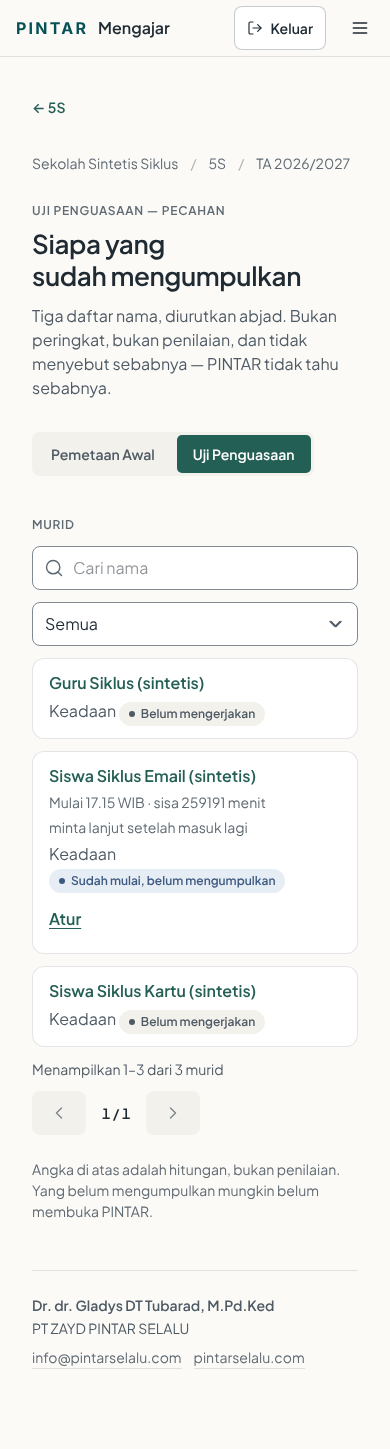 PINTAR Mengajar
Keluar
← 5S
Sekolah Sintetis Siklus / 5S / TA 2026/2027
UJI PENGUASAAN — PECAHAN
Siapa yang
sudah mengumpulkan
Tiga daftar nama, diurutkan abjad. Bukan
peringkat, bukan penilaian, dan tidak
menyebut sebabnya — PINTAR tidak tahu
sebabnya.
Pemetaan Awal
Uji Penguasaan
MURID
Cari nama
Semua
Guru Siklus (sintetis)
Keadaan • Belum mengerjakan
Siswa Siklus Email (sintetis)
Mulai 17.15 WIB · sisa 259191 menit
minta lanjut setelah masuk lagi
Keadaan
• Sudah mulai, belum mengumpulkan
Atur
Siswa Siklus Kartu (sintetis)
Keadaan • Belum mengerjakan
Menampilkan 1–3 dari 3 murid
1/1
Angka di atas adalah hitungan, bukan penilaian.
Yang belum mengumpulkan mungkin belum
membuka PINTAR.
Dr. dr. Gladys DT Tubarad, M.Pd.Ked
PT ZAYD PINTAR SELALU
info@pintarselalu.com pintarselalu.com